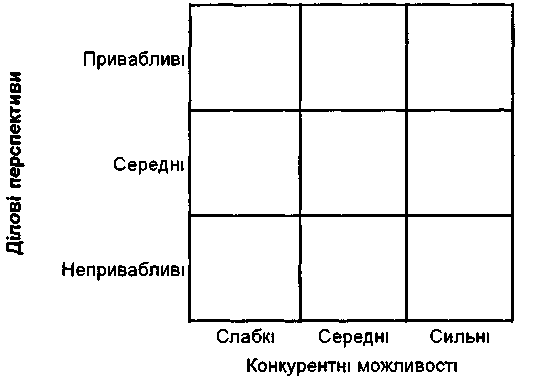 Ділові перспективи
Привабливі
Середні
Непривабливі
Слабкі Середні Сильні
Конкурентні можливості